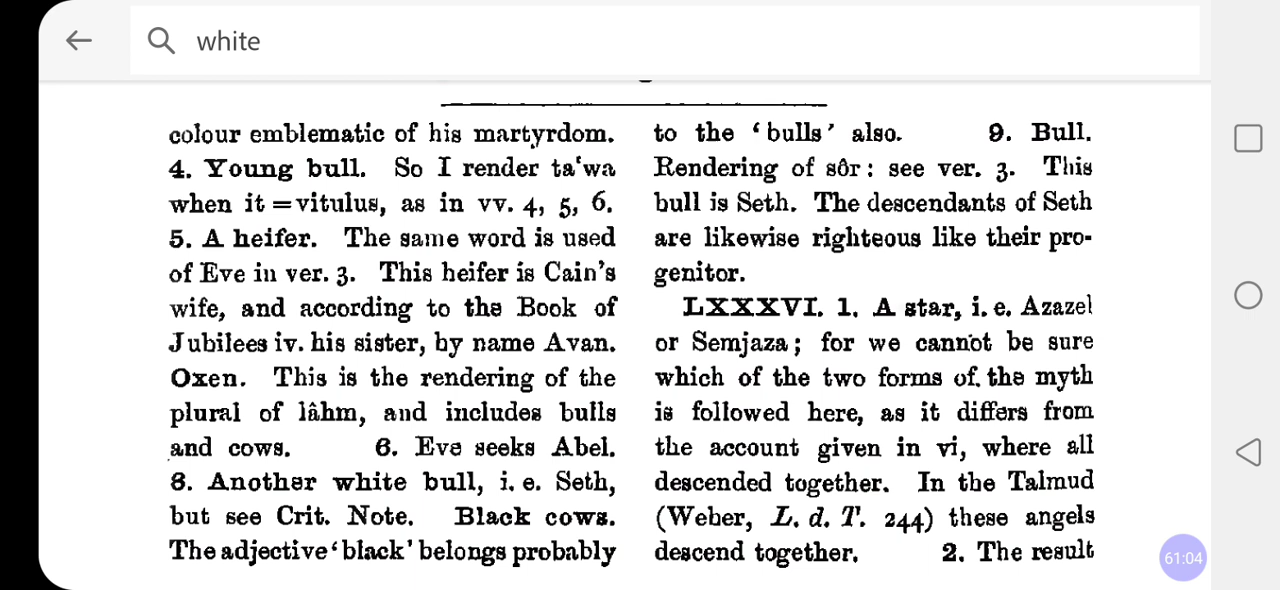 white
colour emblematic of his martyrdom.
4. Young bull. So I render ta‘wa
when it = vitulus, as in vv. 4, 5, 6.
5. A heifer. The same word is used
of Eve in ver. 3. This heifer is Cain's
wife, and according to the Book of
Jubilees iv. his sister, by name Avan.
Oxen. This is the rendering of the
plural of lâhm, and includes bulls
and cows. 6. Eve seeks Abel.
8. Another white bull, i. e. Seth,
but see Crit. Note. Black cows.
The adjective ‘black’ belongs probably
to the ‘bulls’ also. 9. Bull.
Rendering of sôr: see ver. 3. This
bull is Seth. The descendants of Seth
are likewise righteous like their pro-
genitor.
LXXXVI. 1. A star, i. e. Azazel
or Semjaza; for we cannot be sure
which of the two forms of the myth
is followed here, as it differs from
the account given in vi, where all
descended together. In the Talmud
(Weber, L. d. T. 244) these angels
descend together. 2. The result
61:04